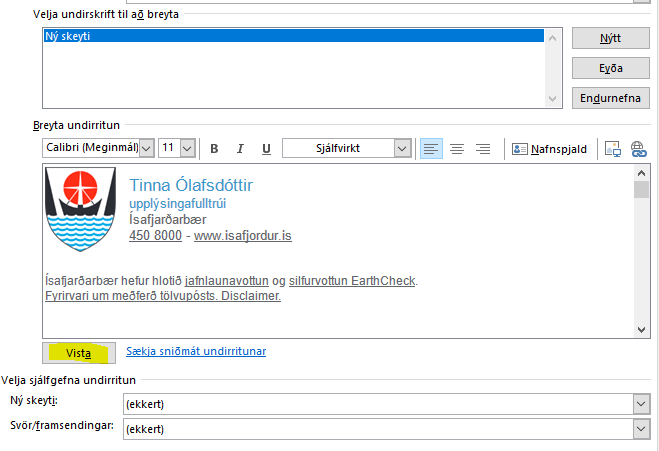 Velja undirskrift til að breyta
Ný skeyti
Nýtt
Eyða
Endurnefna
Breyta undirritun
Calibri (Meginmál) 11 B I U Sjálfvirkt Nafnspjald
Tinna Ólafsdóttir
upplýsingafulltrúi
Ísafjarðarbær
450 8000 - www.isafjordur.is
Ísafjarðarbær hefur hlotið jafnlaunavottun og silfurvottun EarthCheck.
Fyrirvari um meðferð tölvupósts. Disclaimer.
Vista Sækja sniðmát undirritunar
Velja sjálfgefna undirritun
Ný skeyti: (ekkert)
Svör/framsendingar: (ekkert)